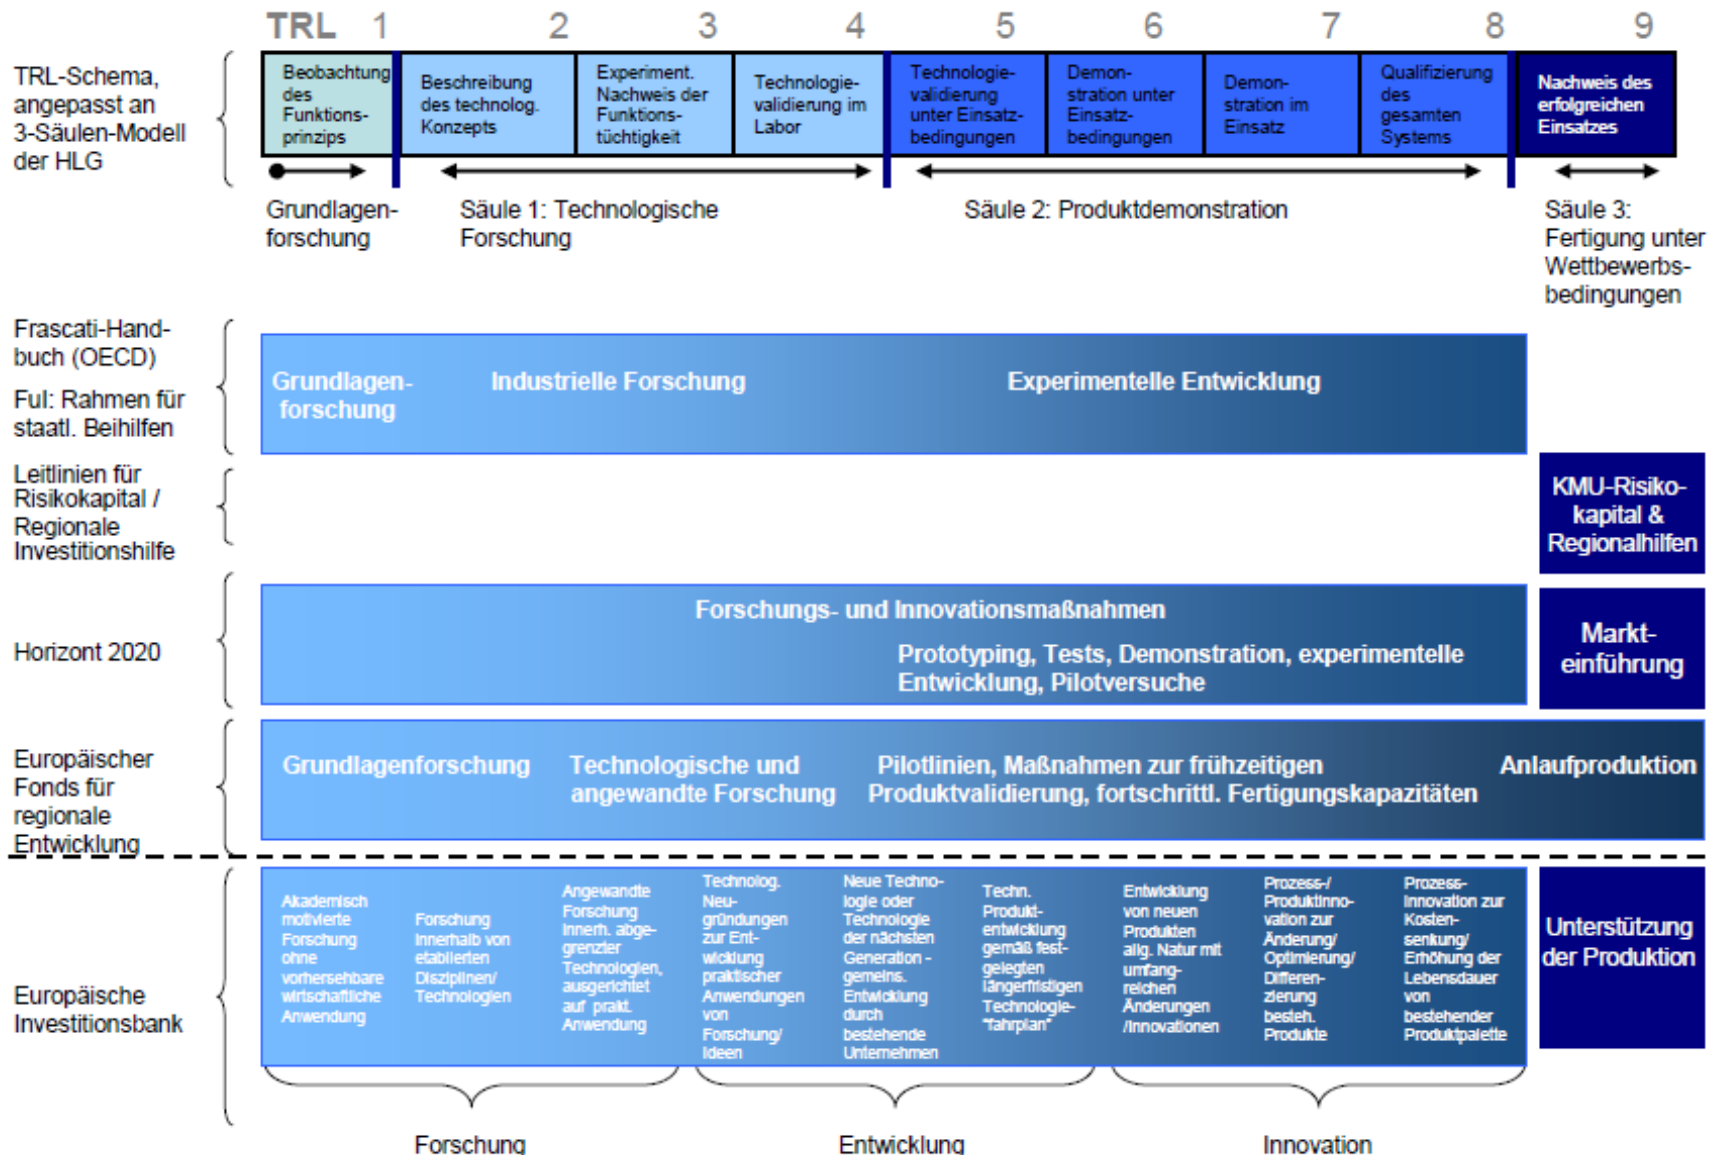 TRL 1 2 3 4 5 6 7 8 9
TRL-Schema,
angepasst an
3-Säulen-Modell
der HLG
Beobachtung
des
Funktions-
prinzips
Beschreibung
des technolog.
Konzepts
Experiment.
Nachweis der
Funktions-
tüchtigkeit
Technologie-
validierung im
Labor
Technologie-
validierung
unter Einsatz-
bedingungen
Demon-
stration unter
Einsatz-
bedingungen
Demon-
stration im
Einsatz
Qualifizierung
des
gesamten
Systems
Nachweis des
erfolgreichen
Einsatzes
Grundlagen-
forschung
Säule 1: Technologische
Forschung
Säule 2: Produktdemonstration
Säule 3:
Fertigung unter
Wettbewerbs-
bedingungen
Frascati-Hand-
buch (OECD)
FuI: Rahmen für
staatl. Beihilfen
Grundlagen-
forschung
Industrielle Forschung
Experimentelle Entwicklung
Leitlinien für
Risikokapital /
Regionale
Investitionshilfe
KMU-Risiko-
kapital &
Regionalhilfen
Horizont 2020
Forschungs- und Innovationsmaßnahmen
Prototyping, Tests, Demonstration, experimentelle
Entwicklung, Pilotversuche
Markt-
einführung
Europäischer
Fonds für
regionale
Entwicklung
Grundlagenforschung
Technologische und
angewandte Forschung
Pilotlinien, Maßnahmen zur frühzeitigen
Produktvalidierung, fortschrittl. Fertigungskapazitäten
Anlaufproduktion
Europäische
Investitionsbank
Akademisch
motivierte
Forschung
ohne
vorhersehbare
wirtschaftliche
Anwendung
Forschung
innerhalb von
etablierten
Disziplinen/
Technologien
Angewandte
Forschung
innerh. abge-
grenzter
Technologien,
ausgerichtet
auf prakt.
Anwendung
Technolog.
Neu-
gründungen
zur Ent-
wicklung
praktischer
Anwendungen
von
Forschung/
Ideen
Neue Techno-
logie oder
Technologie
der nächsten
Generation -
gemeins.
Entwicklung
durch
bestehende
Unternehmen
Techn.
Produkt-
entwicklung
gemäß fest-
gelegten
längerfristigen
Technologie-
"fahrplan"
Entwicklung
von neuen
Produkten
allg. Natur mit
umfang-
reichen
Änderungen
/Innovationen
Prozess-/
Produktinno-
vation zur
Änderung/
Optimierung/
Differen-
zierung
besteh.
Produkte
Prozess-
Innovation zur
Kosten-
senkung/
Erhöhung der
Lebensdauer
von
bestehender
Produktpalette
Unterstützung
der Produktion
Forschung
Entwicklung
Innovation